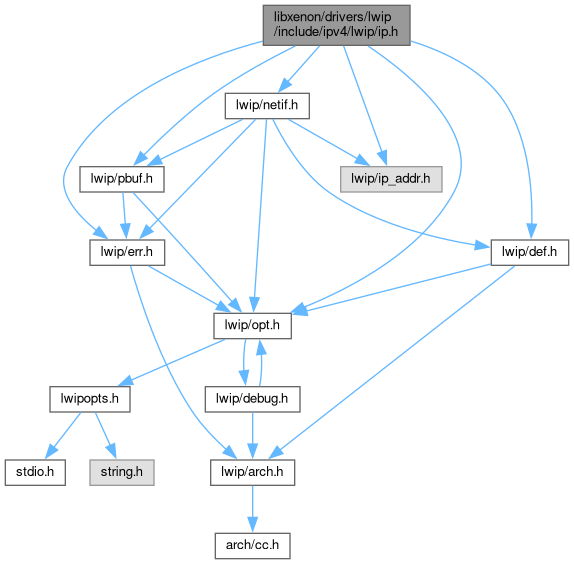 libxenon/drivers/lwip
/include/ipv4/lwip/ip.h
lwip/netif.h
lwip/pbuf.h
lwip/ip_addr.h
lwip/err.h
lwip/def.h
lwip/opt.h
lwipopts.h
lwip/debug.h
stdio.h
string.h
lwip/arch.h
arch/cc.h